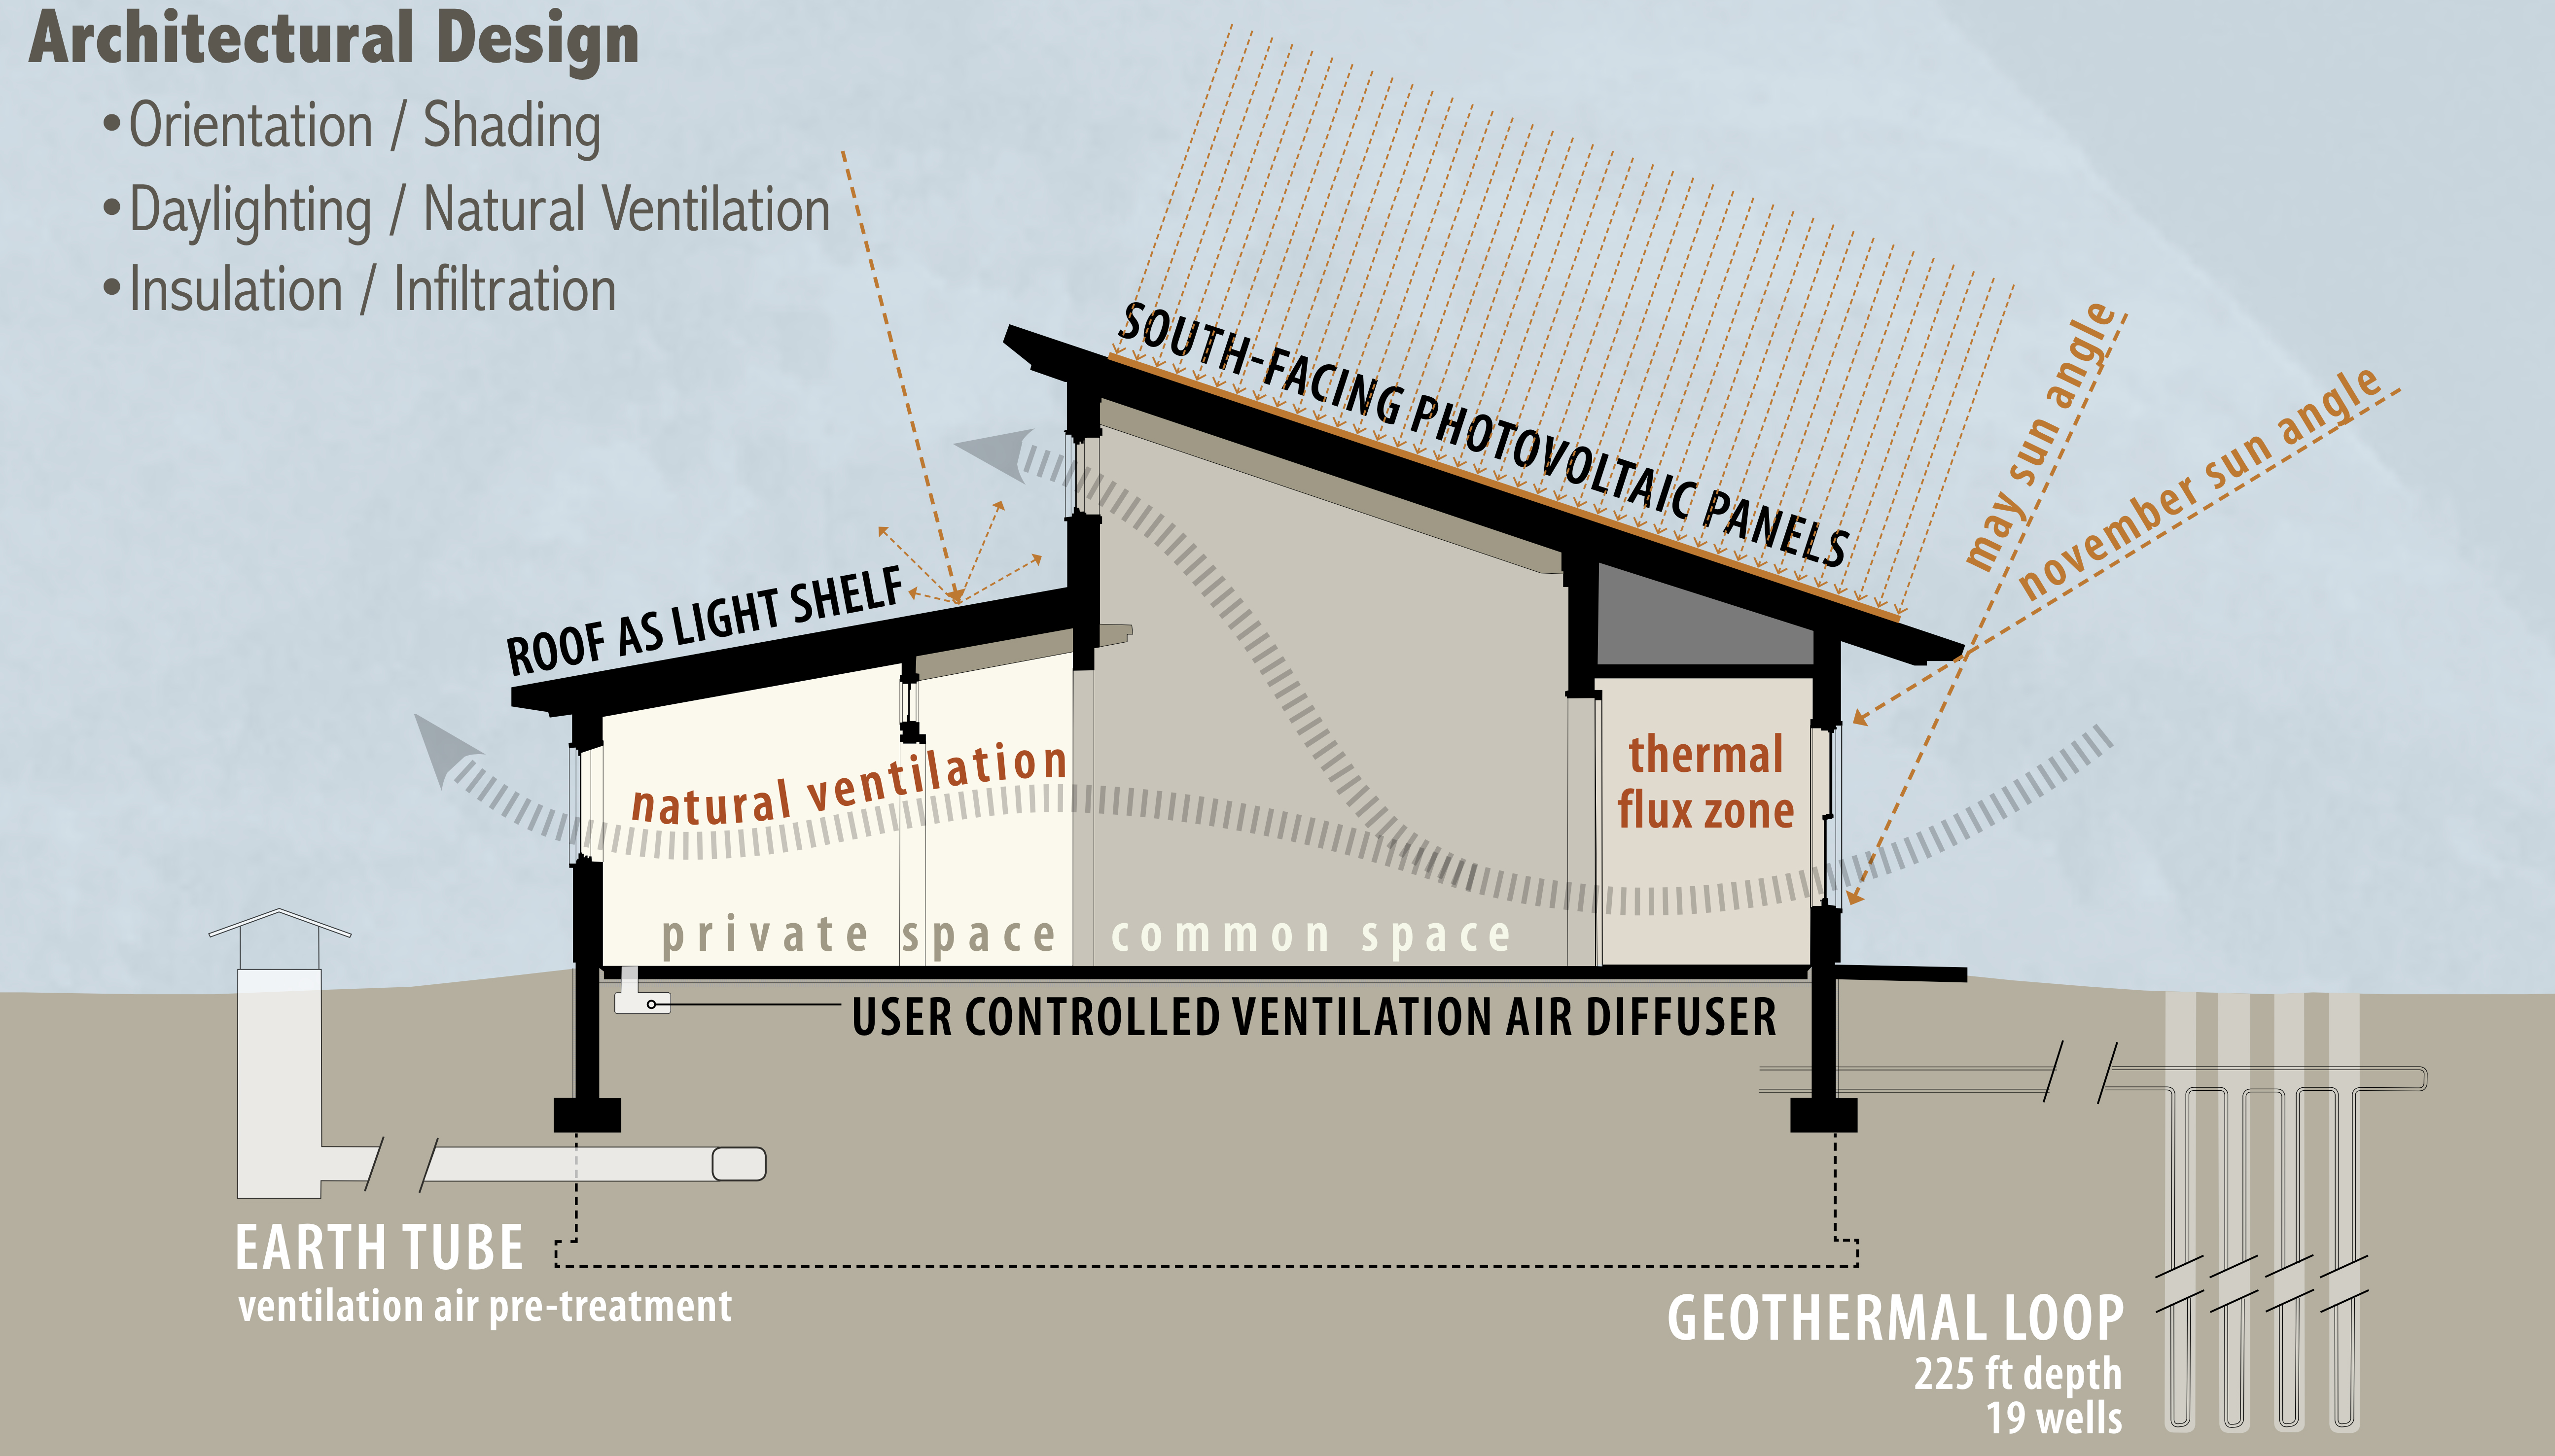 Architectural Design
•Orientation / Shading
•Daylighting / Natural Ventilation
•Insulation / Infiltration
SOUTH-FACING PHOTOVOLTAIC PANELS
may sun angle
november sun angle
ROOF AS LIGHT SHELF
natural ventilation
thermal
flux zone
private space
common space
USER CONTROLLED VENTILATION AIR DIFFUSER
EARTH TUBE
ventilation air pre-treatment
GEOTHERMAL LOOP
225 ft depth
19 wells